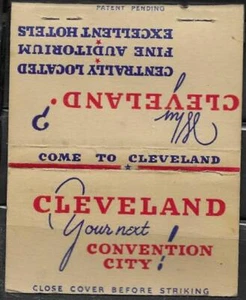 PATENT PENDING
Why
CLEVELAND?
CENTRALLY LOCATED
FINE AUDITORIUM
EXCELLENT HOTELS
COME TO CLEVELAND
CLEVELAND
Your next
CONVENTION
CITY!
CLOSE COVER BEFORE STRIKING